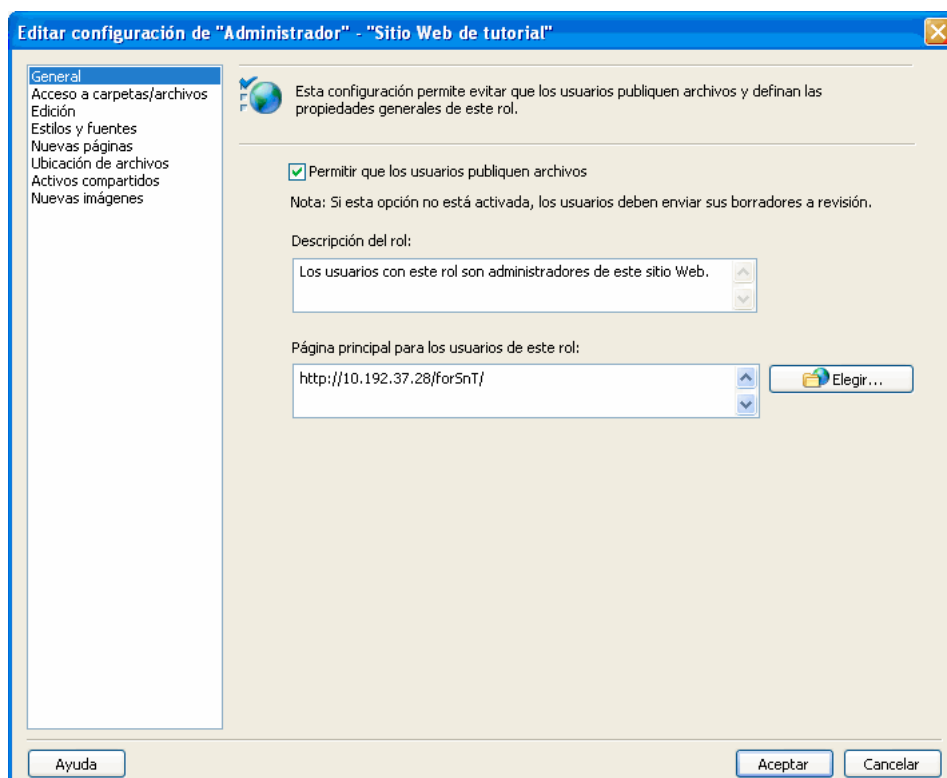 Editar configuración de "Administrador" - "Sitio Web de tutorial"
General
Acceso a carpetas/archivos
Edición
Estilos y fuentes
Nuevas páginas
Ubicación de archivos
Activos compartidos
Nuevas imágenes
Esta configuración permite evitar que los usuarios publiquen archivos y definan las
propiedades generales de este rol.
Permitir que los usuarios publiquen archivos
Nota: Si esta opción no está activada, los usuarios deben enviar sus borradores a revisión.
Descripción del rol:
Los usuarios con este rol son administradores de este sitio Web.
Página principal para los usuarios de este rol:
http://10.192.37.28/forSnT/
Elegir...
Ayuda
Aceptar
Cancelar